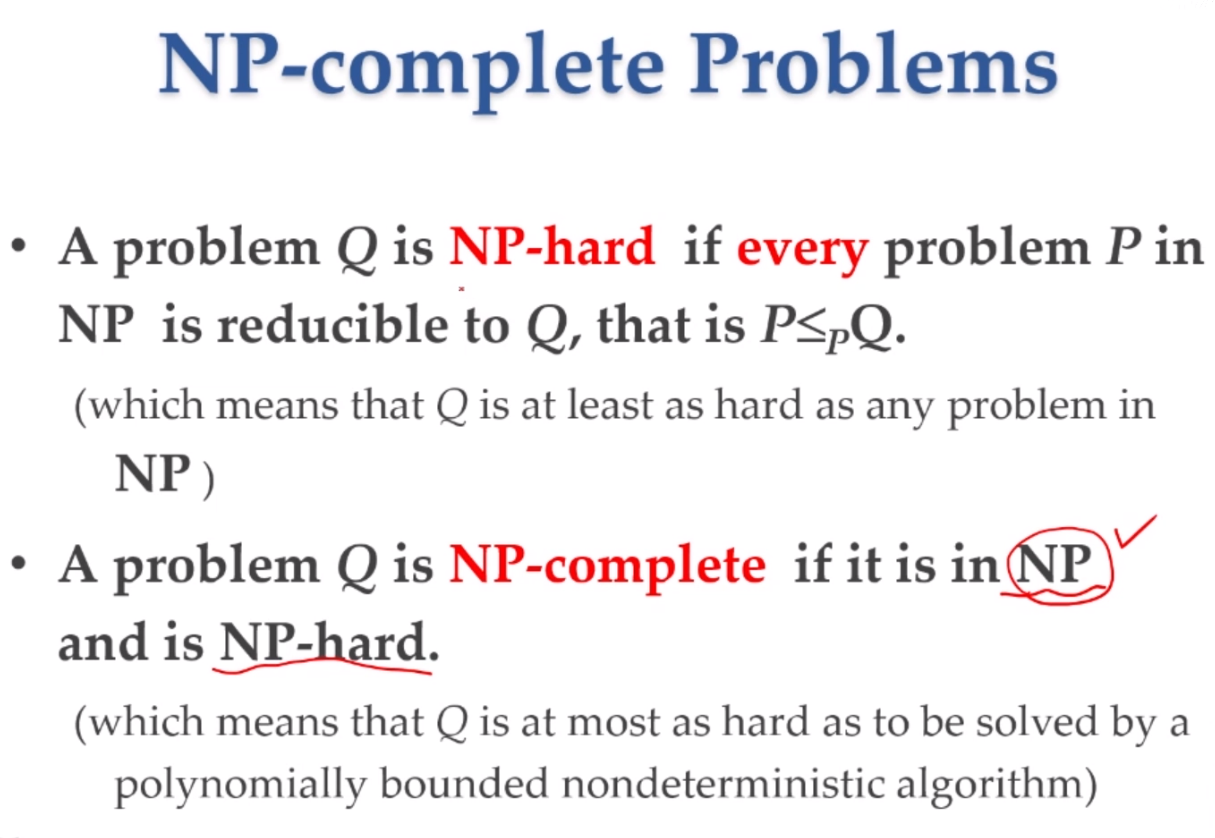 NP-complete Problems
• A problem Q is NP-hard if every problem P in
NP is reducible to Q, that is P≤PQ.
(which means that Q is at least as hard as any problem in
NP )
• A problem Q is NP-complete if it is in NP
and is NP-hard.
(which means that Q is at most as hard as to be solved by a
polynomially bounded nondeterministic algorithm)